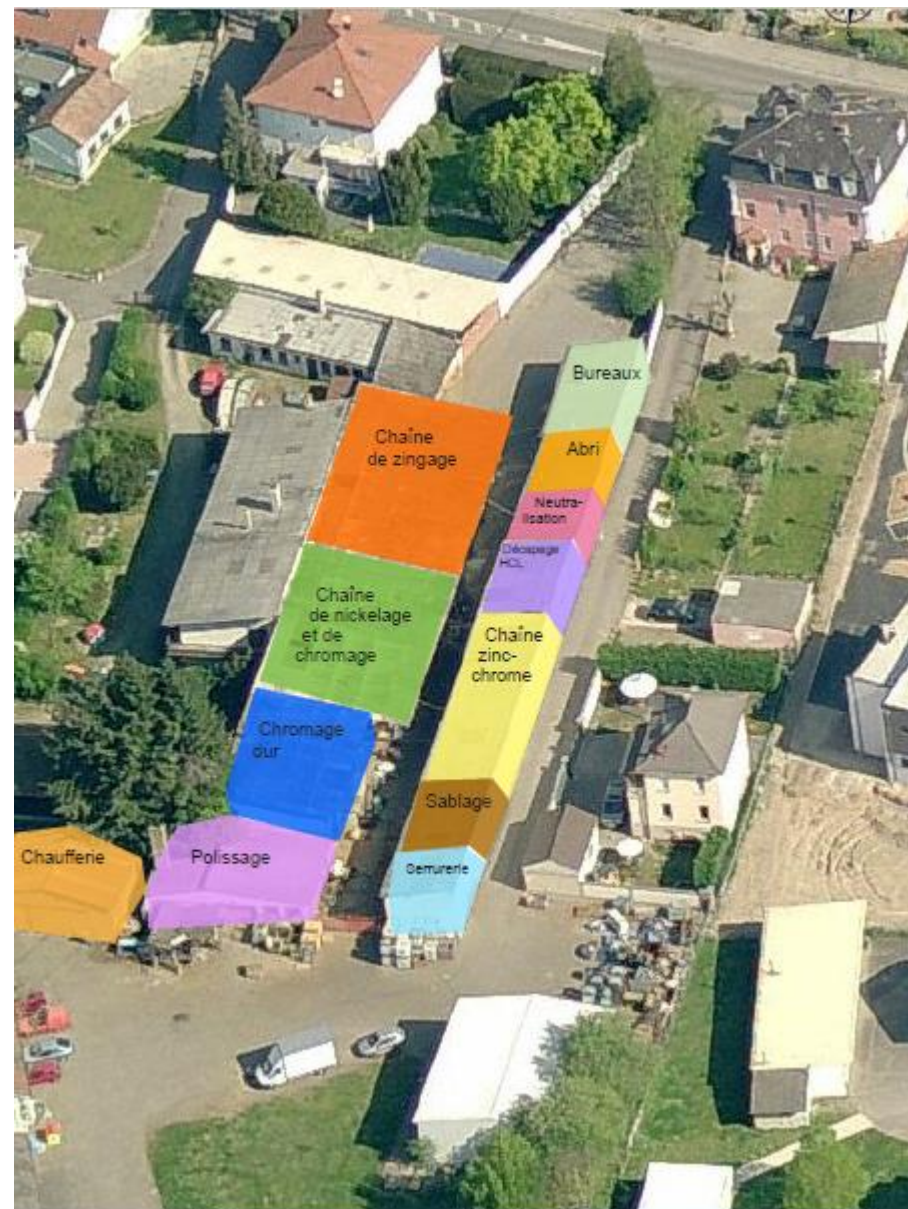 Bureaux
Chaîne
de zingage
Abri
Neutra-
lisation
Décapage
HCL
Chaîne
de nickelage
et de
chromage
Chaîne
zinc-
chrome
Chromage
dur
Sablage
Chaufferie
Polissage
Serrurerie